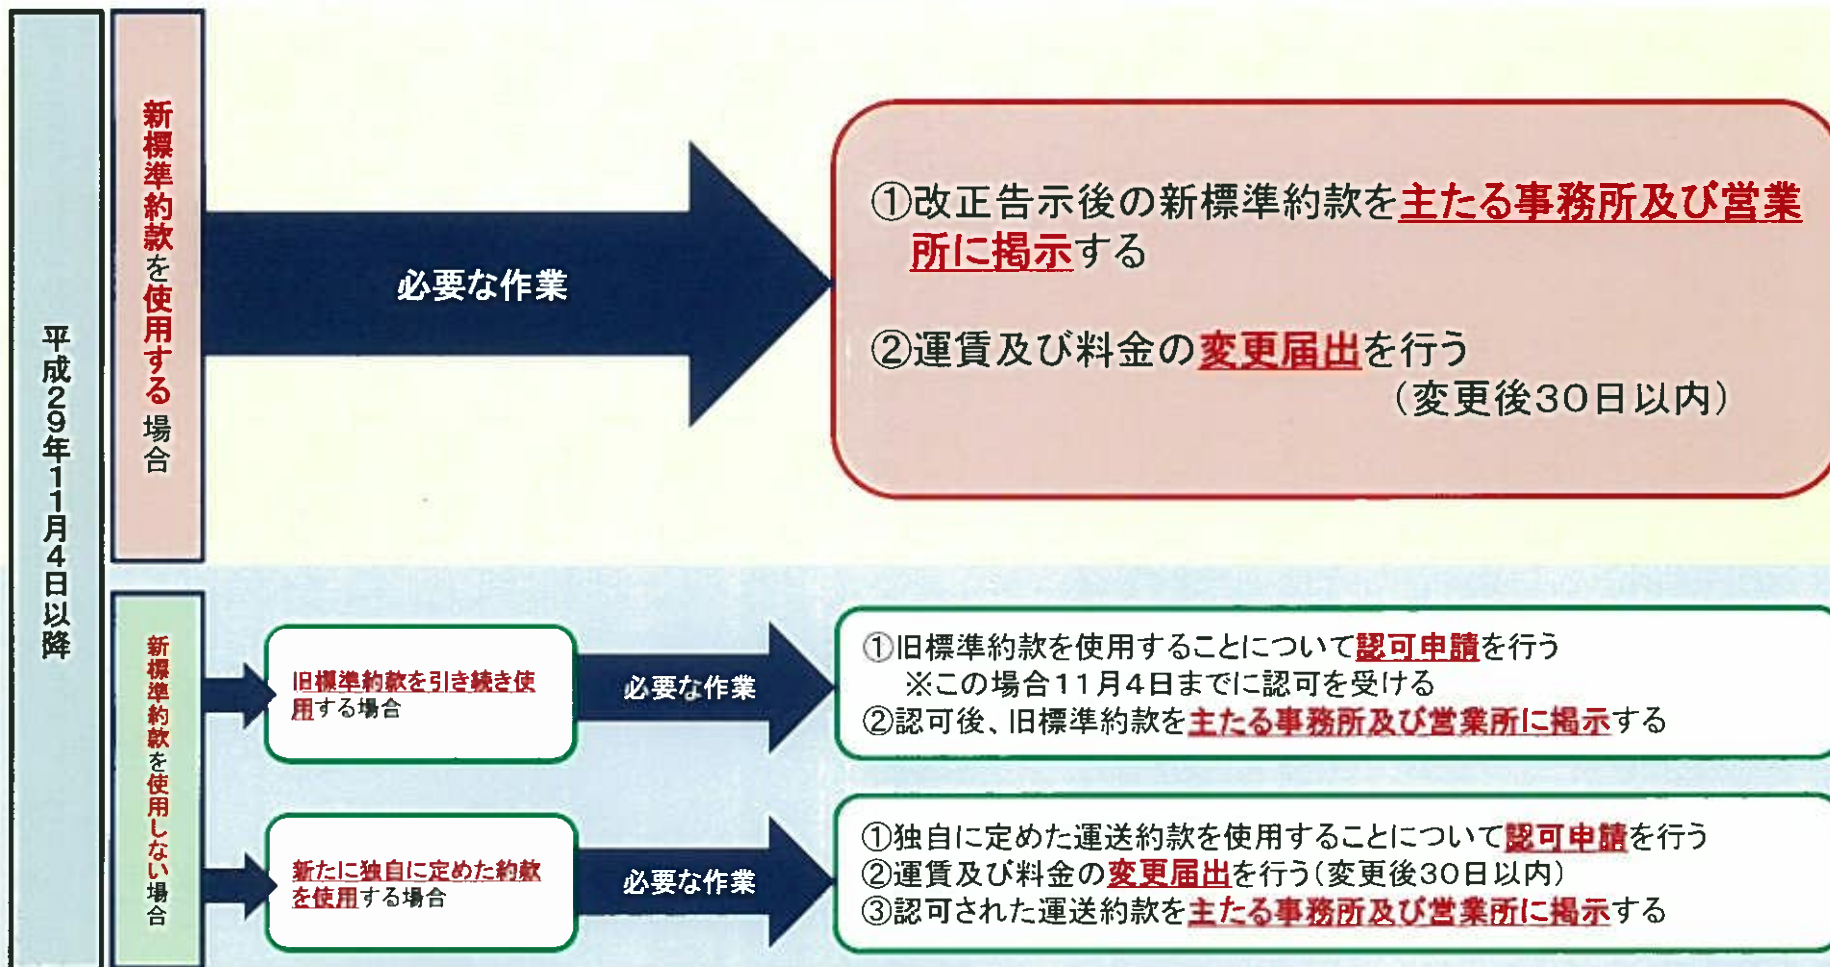 平成29年11月4日以降
新標準約款を使用する場合
必要な作業
①改正告示後の新標準約款を主たる事務所及び営業
所に掲示する
②運賃及び料金の変更届出を行う
(変更後30日以内)
新標準約款を使用しない場合
旧標準約款を引き続き使
用する場合
必要な作業
①旧標準約款を使用することについて認可申請を行う
※この場合11月4日までに認可を受ける
②認可後、旧標準約款を主たる事務所及び営業所に掲示する
新たに独自に定めた約款
を使用する場合
必要な作業
①独自に定めた運送約款を使用することについて認可申請を行う
②運賃及び料金の変更届出を行う(変更後30日以内)
③認可された運送約款を主たる事務所及び営業所に掲示する